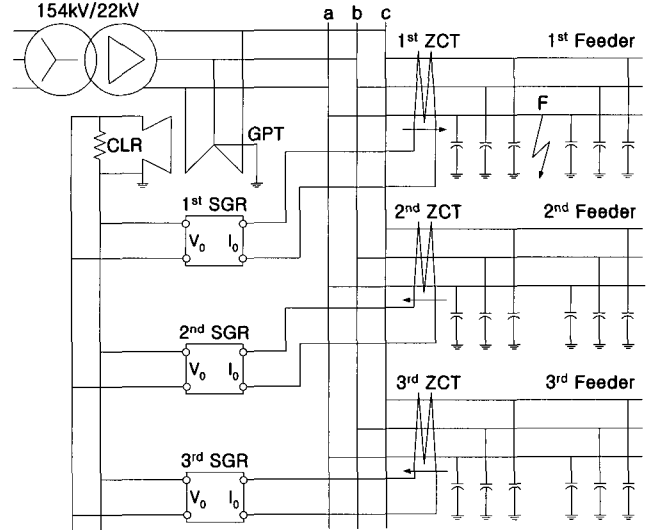 154kV/22kV
a b c
1st ZCT 1st Feeder
F
CLR
GPT
1st SGR
V0 I0
2nd ZCT 2nd Feeder
2nd SGR
V0 I0
3rd ZCT 3rd Feeder
3rd SGR
V0 I0